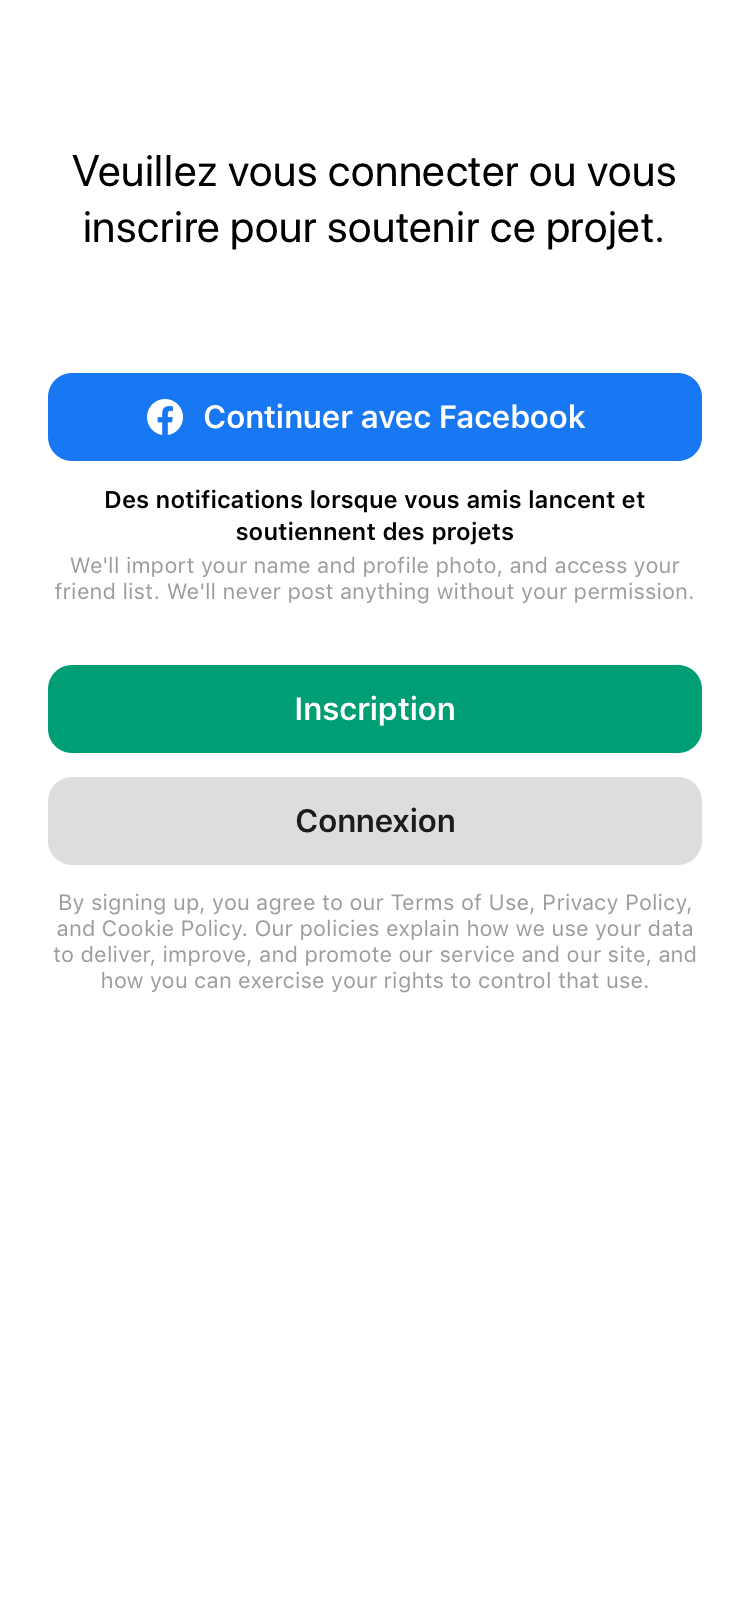 Veuillez vous connecter ou vous
inscrire pour soutenir ce projet.
Continuer avec Facebook
Des notifications lorsque vous amis lancent et
soutiennent des projets
We'll import your name and profile photo, and access your
friend list. We'll never post anything without your permission.
Inscription
Connexion
By signing up, you agree to our Terms of Use, Privacy Policy,
and Cookie Policy. Our policies explain how we use your data
to deliver, improve, and promote our service and our site, and
how you can exercise your rights to control that use.